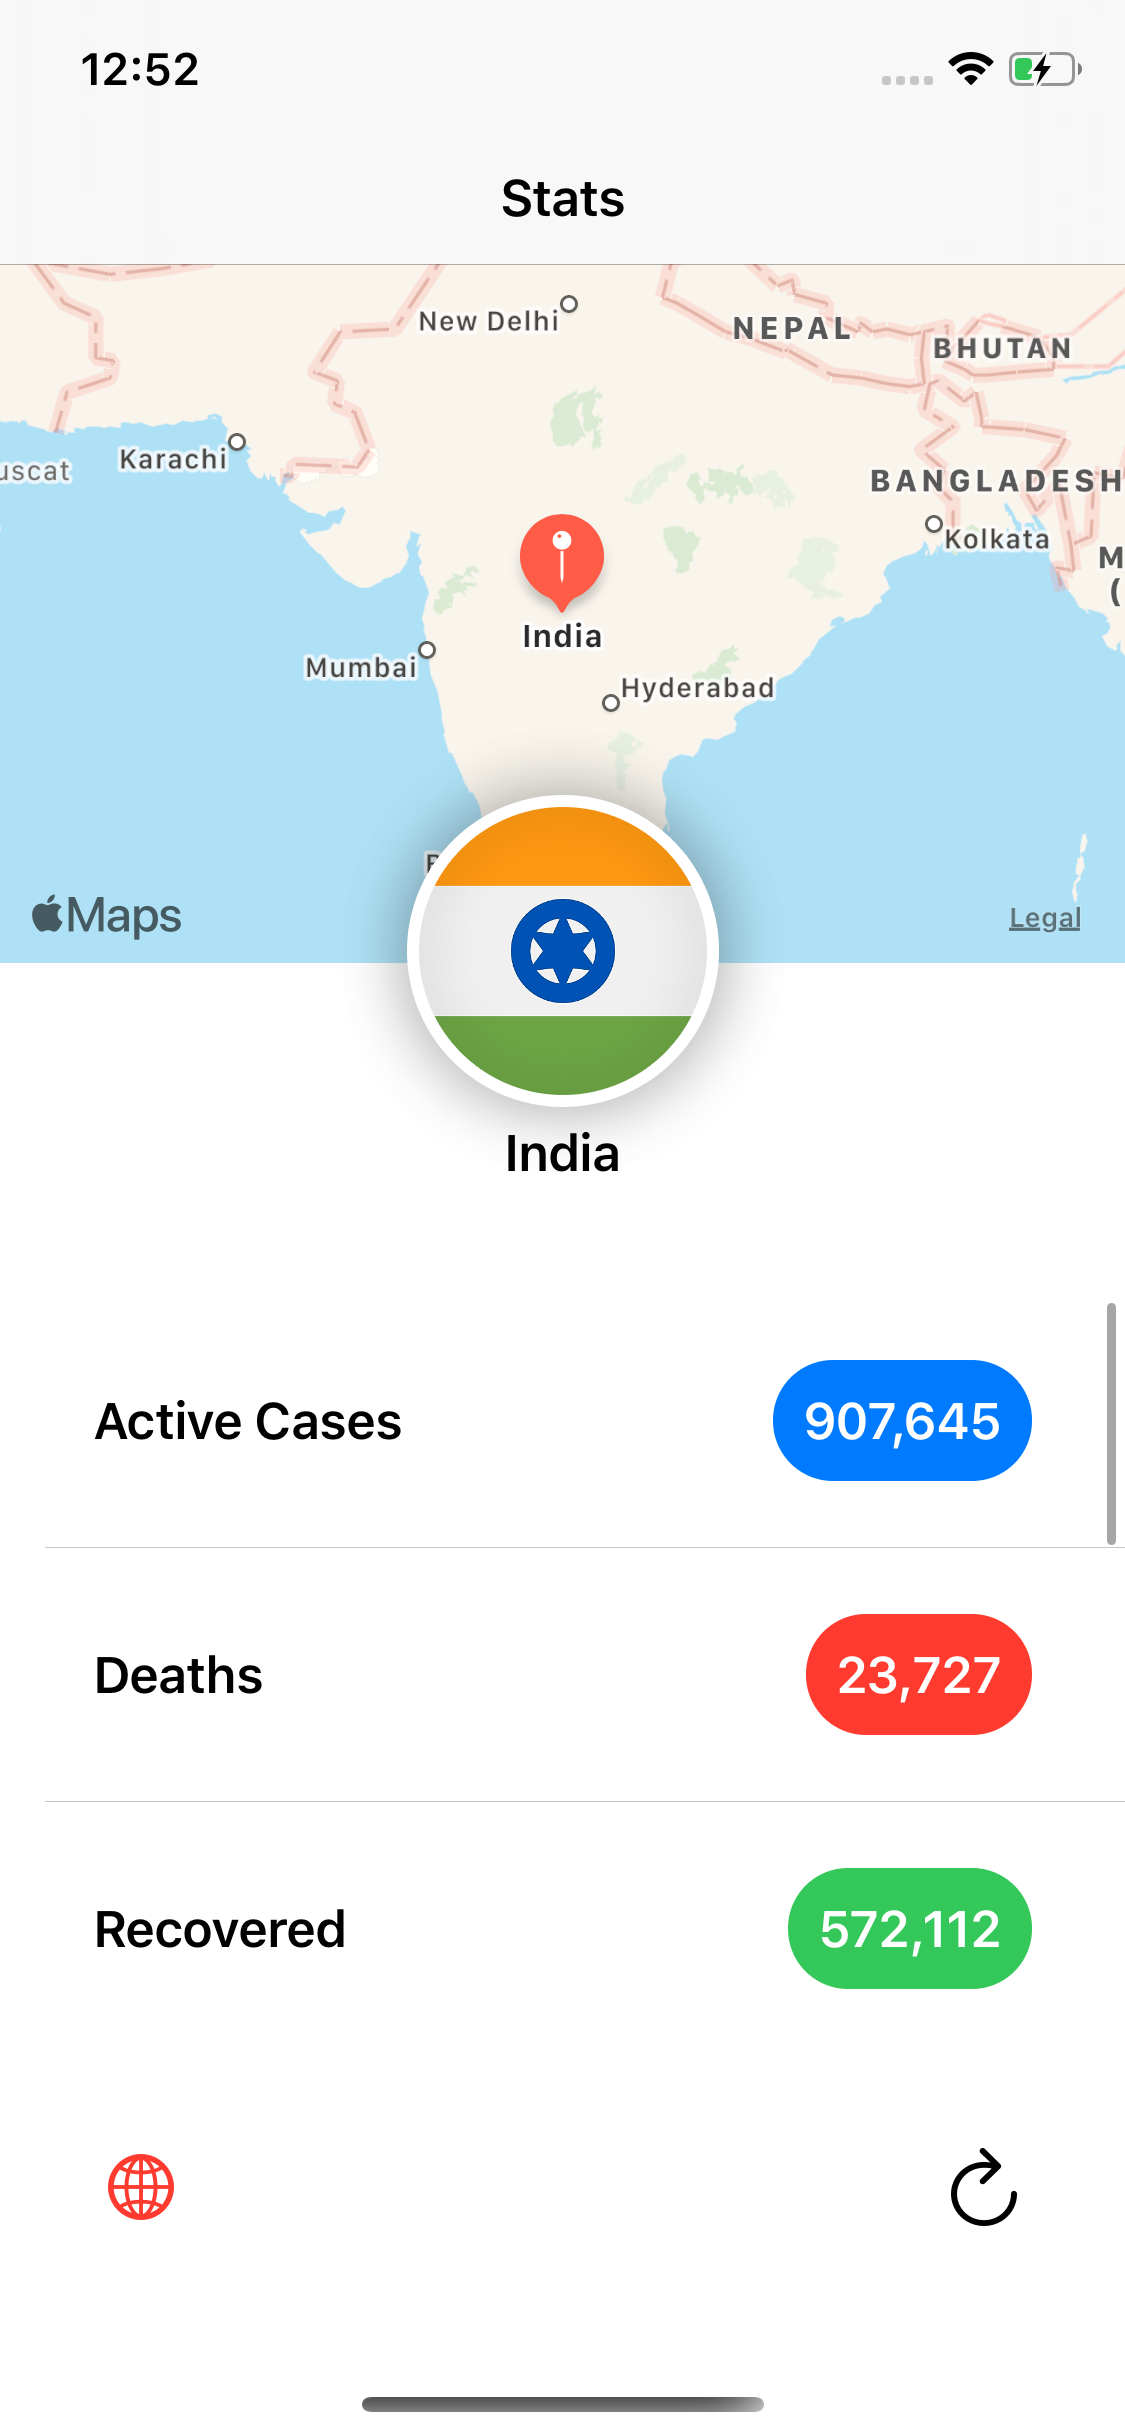 12:52
Stats
New Delhi
NEPAL
BHUTAN
Karachi
uscat
BANGLADESH
Kolkata
M
(
India
Mumbai
Hyderabad
Maps
Legal
India
Active Cases
907,645
Deaths
23,727
Recovered
572,112